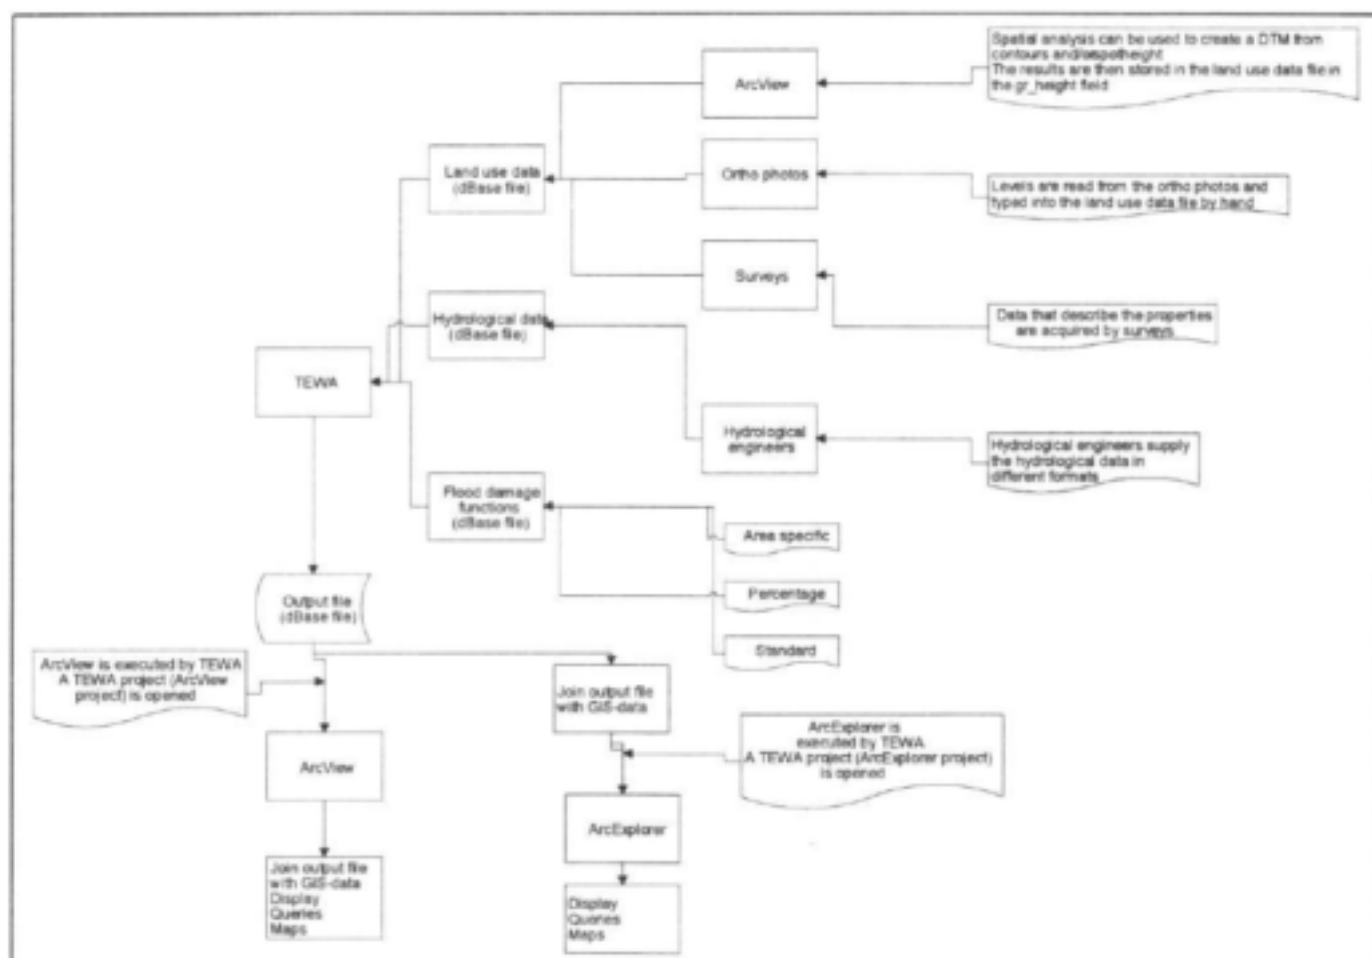 Spatial analysis can be used to create a DTM from
contours and/orspotheight
The results are then stored in the land use data file in
the gr_height field
ArcView
Land use data
(dBase file)
Ortho photos
Levels are read from the ortho photos and
typed into the land use data file by hand
Surveys
Data that describe the properties
are acquired by surveys
Hydrological data
(dBase file)
TEWA
Hydrological
engineers
Hydrological engineers supply
the hydrological data in
different formats
Flood damage
functions
(dBase file)
Area specific
Percentage
Standard
Output file
(dBase file)
ArcView is executed by TEWA
A TEWA project (ArcView
project) is opened
Join output file
with GIS-data
ArcExplorer is
executed by TEWA
A TEWA project (ArcExplorer project)
is opened
ArcView
ArcExplorer
Join output file
with GIS-data
Display
Queries
Maps
Display
Queries
Maps